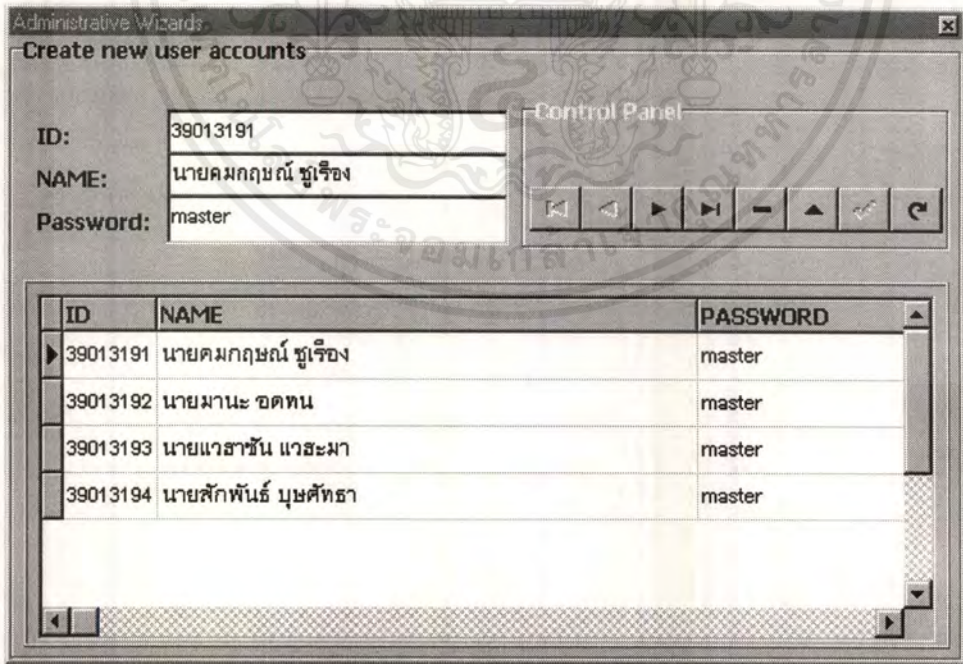 Administrative Wizards
Create new user accounts
ID: 39013191
NAME: นายคมกฤษณ์ ชูเรือง
Password: master
Control Panel
ID NAME PASSWORD
39013191 นายคมกฤษณ์ ชูเรือง master
39013192 นายมานะ อดทน master
39013193 นายแวฮาซัน แวฮะมา master
39013194 นายสักพันธ์ บุษศัทธา master